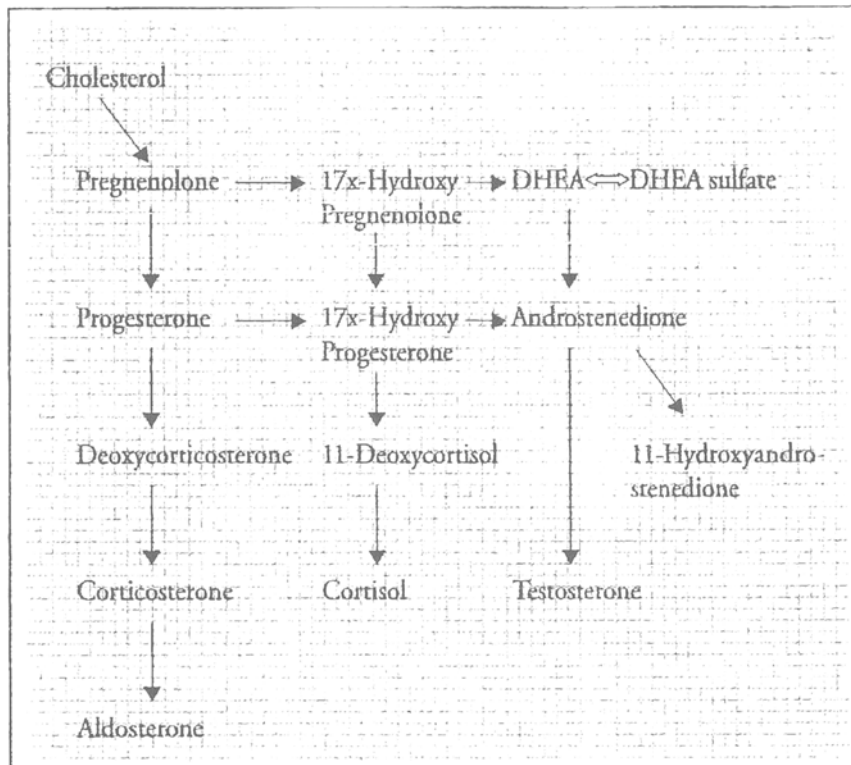 Cholesterol
Pregnenolone
17x-Hydroxy
Pregnenolone
DHEA
DHEA sulfate
Progesterone
17x-Hydroxy
Progesterone
Androstenedione
Deoxycorticosterone
11-Deoxycortisol
11-Hydroxyandro-
stenedione
Corticosterone
Cortisol
Testosterone
Aldosterone